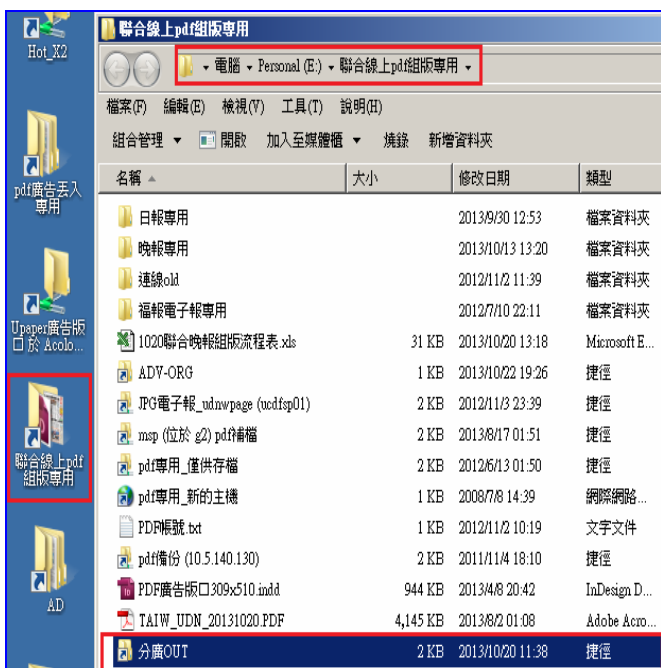 Hot_X2
pdf廣告丟入
專用
Upaper廣告版
口 於 Acolo...
聯合線上pdf
組版專用
AD
聯合線上pdf組版專用
電腦 Personal (E:) 聯合線上pdf組版專用
檔案(F) 編輯(E) 檢視(V) 工具(T) 說明(H)
組合管理 開啟 加入至媒體櫃 燒錄 新增資料夾
名稱 大小 修改日期 類型
日報專用 2013/9/30 12:53 檔案資料夾
晚報專用 2013/10/13 13:20 檔案資料夾
連線old 2012/11/2 11:39 檔案資料夾
福報電子報專用 2012/7/10 22:11 檔案資料夾
1020聯合晚報組版流程表.xls 31 KB 2013/10/20 13:18 Microsoft E...
ADV-ORG 1 KB 2013/10/22 19:26 捷徑
JPG電子報_udnwpage (ucdfsp01) 2 KB 2012/11/3 23:39 捷徑
msp (位於 g2) pdf補檔 2 KB 2013/8/17 01:51 捷徑
pdf專用_僅供存檔 2 KB 2012/6/13 01:50 捷徑
pdf專用_新的主機 1 KB 2008/7/8 14:39 網際網路...
PDF帳號.txt 1 KB 2012/11/2 10:19 文字文件
pdf備份 (10.5.140.130) 2 KB 2011/11/4 18:10 捷徑
PDF廣告版口309x510.indd 944 KB 2013/4/8 20:42 InDesign D...
TAIW_UDN_20131020.PDF 4,145 KB 2013/8/2 01:08 Adobe Acro...
分廣OUT 2 KB 2013/10/20 11:38 捷徑